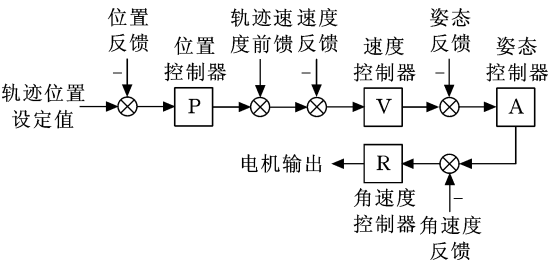 位置
反馈
轨迹速
度前馈
速度
反馈
姿态
反馈
位置
控制器
速度
控制器
姿态
控制器
−
−
−
轨迹位置
设定值
P
V
A
电机输出
R
−
角速度
控制器
角速度
反馈